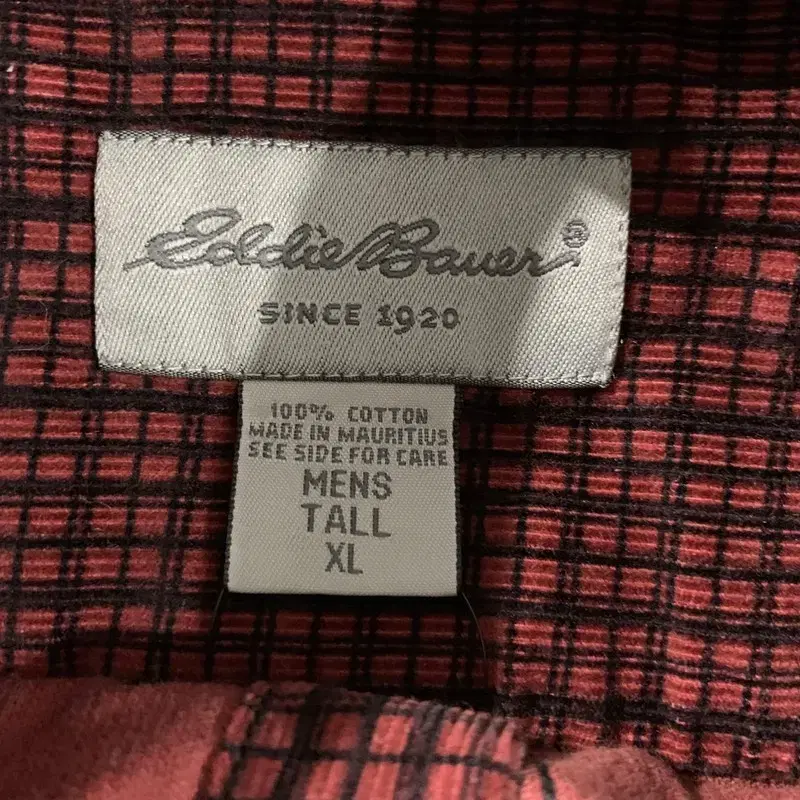 Eddie Bauer®
SINCE 1920
100% COTTON
MADE IN MAURITIUS
SEE SIDE FOR CARE
MENS
TALL
XL